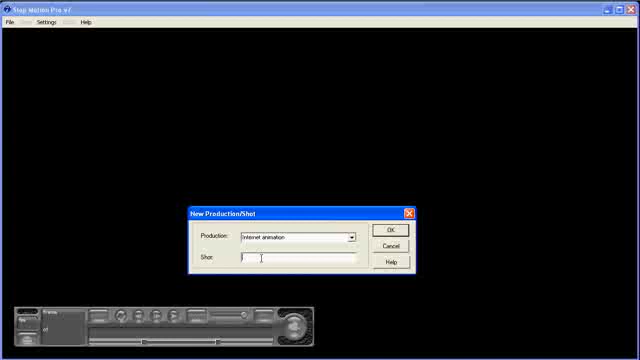 Stop Motion Pro v7
File Settings Help
New Production/Shot
Production: Internet animation
OK
Shot:
Cancel
Help
Frame
of